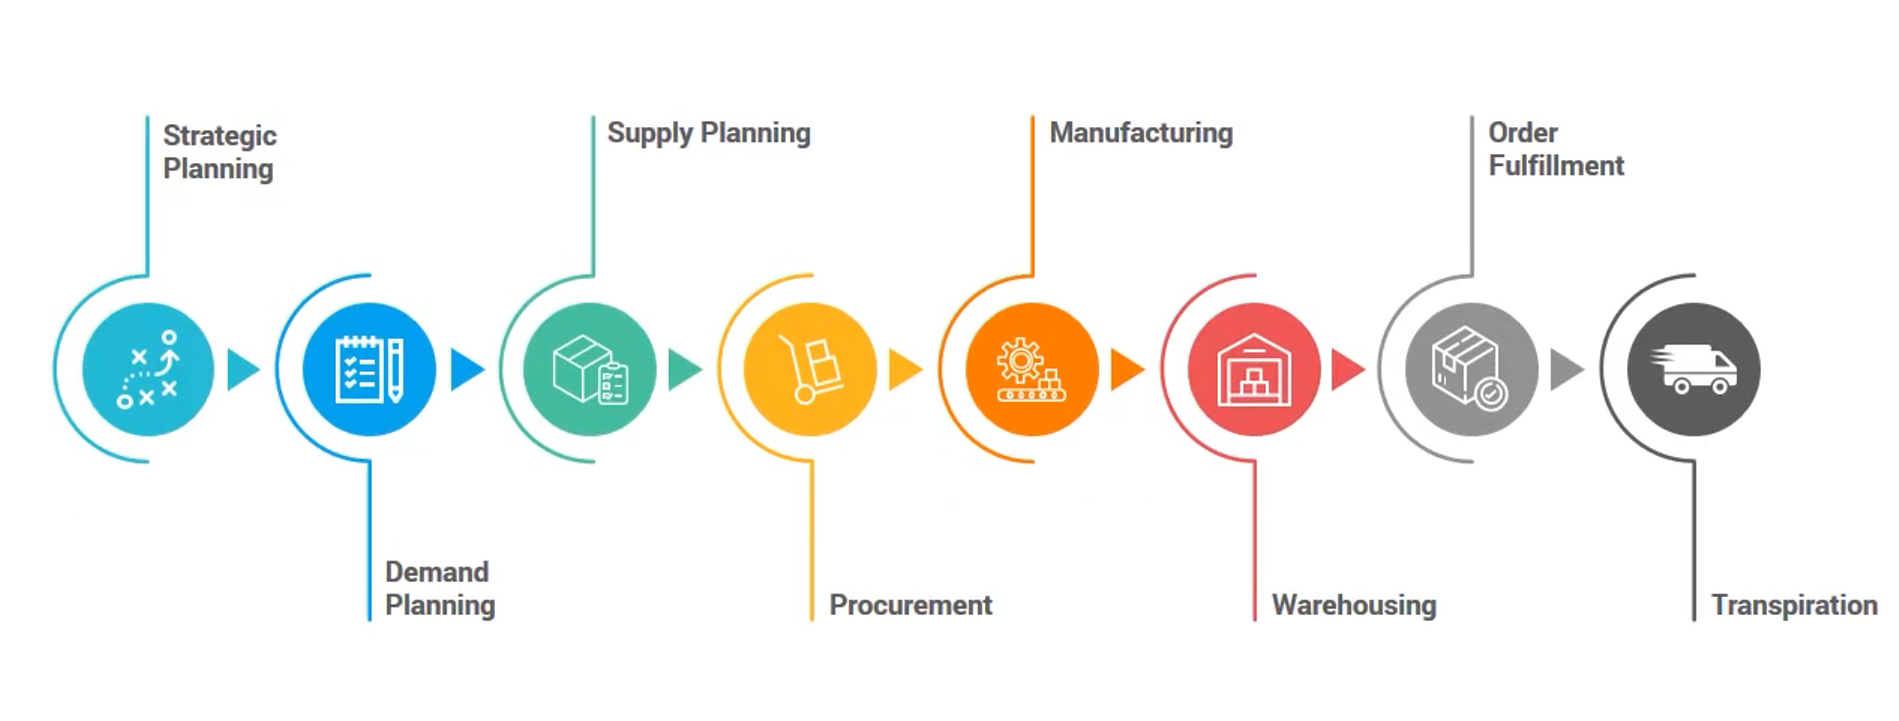 Strategic
Planning
Demand
Planning
Supply Planning
Procurement
Manufacturing
Warehousing
Order
Fulfillment
Transpiration